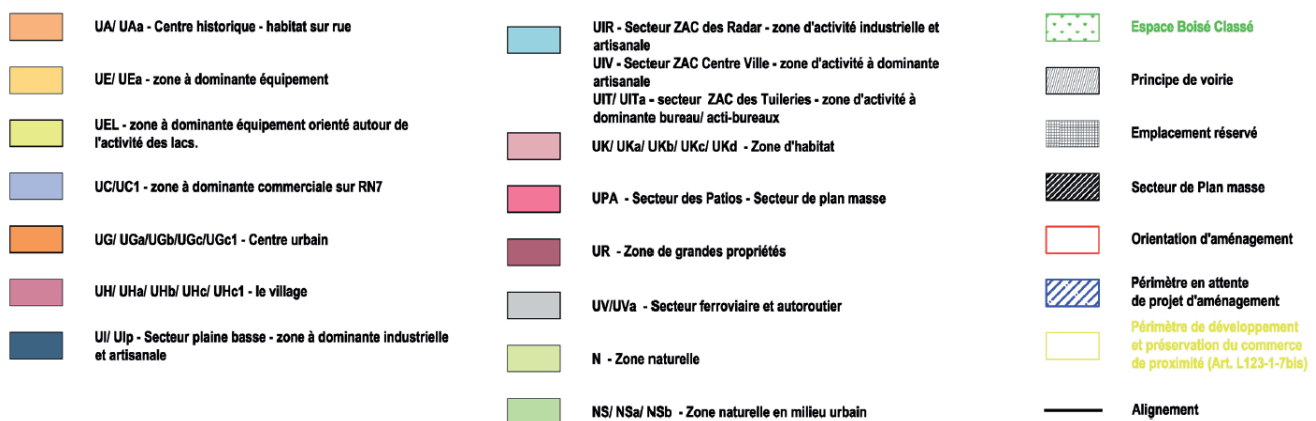 UA/ UAa - Centre historique - habitat sur rue
UE/ UEa - zone à dominante équipement
UEL - zone à dominante équipement orienté autour de
l'activité des lacs.
UC/UC1 - zone à dominante commerciale sur RN7
UG/ UGa/UGb/UGc/UGc1 - Centre urbain
UH/ UHa/ UHb/ UHc/ UHc1 - le village
UI/ UIp - Secteur plaine basse - zone à dominante industrielle
et artisanale
UIR - Secteur ZAC des Radar - zone d'activité industrielle et
artisanale
UIV - Secteur ZAC Centre Ville - zone d'activité à dominante
artisanale
UIT/ UITa - secteur ZAC des Tuileries - zone d'activité à
dominante bureau/ acti-bureaux
UK/ UKa/ UKb/ UKc/ UKd - Zone d'habitat
UPA - Secteur des Patios - Secteur de plan masse
UR - Zone de grandes propriétés
UV/UVa - Secteur ferroviaire et autoroutier
N - Zone naturelle
NS/ NSa/ NSb - Zone naturelle en milieu urbain
Espace Boisé Classé
Principe de voirie
Emplacement réservé
Secteur de Plan masse
Orientation d'aménagement
Périmètre en attente
de projet d'aménagement
Périmètre de développement
et préservation du commerce
de proximité (Art. L123-1-7bis)
Alignement